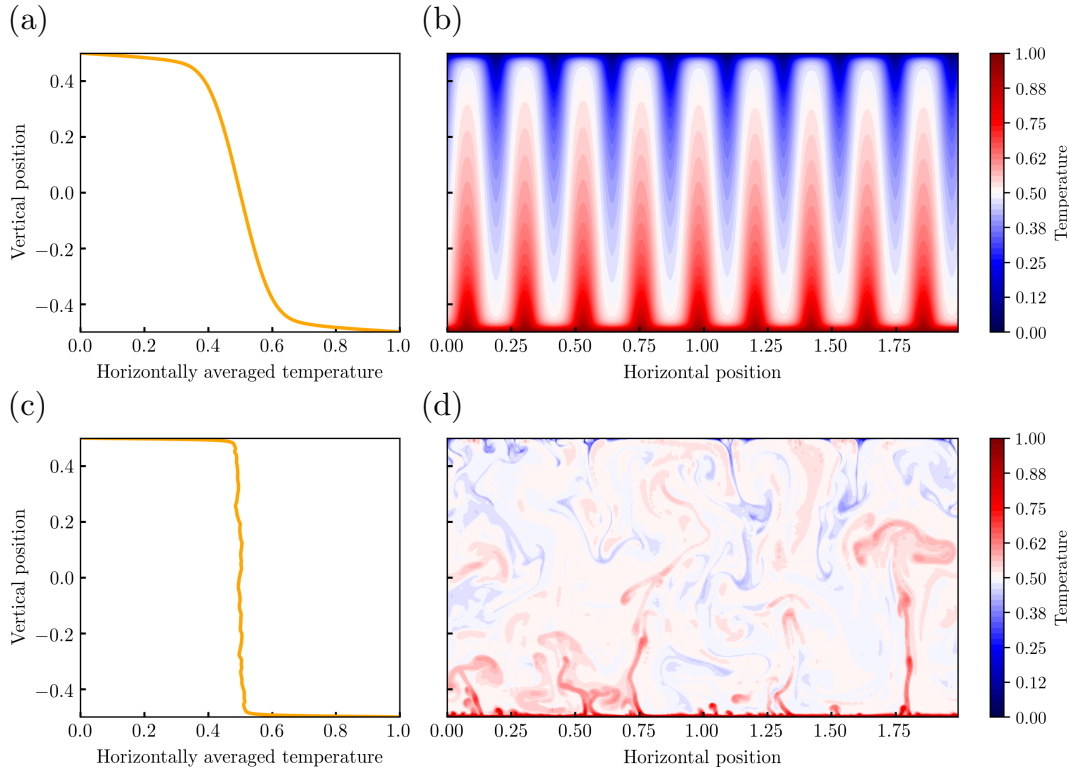 (a)
0.4
0.2
0.0
−0.2
−0.4
Vertical position
0.0 0.2 0.4 0.6 0.8 1.0
Horizontally averaged temperature
(b)
0.00 0.25 0.50 0.75 1.00 1.25 1.50 1.75
Horizontal position
1.00
0.88
0.75
0.62
0.50
0.38
0.25
0.12
0.00
Temperature
(c)
0.4
0.2
0.0
−0.2
−0.4
Vertical position
0.0 0.2 0.4 0.6 0.8 1.0
Horizontally averaged temperature
(d)
0.00 0.25 0.50 0.75 1.00 1.25 1.50 1.75
Horizontal position
1.00
0.88
0.75
0.62
0.50
0.38
0.25
0.12
0.00
Temperature